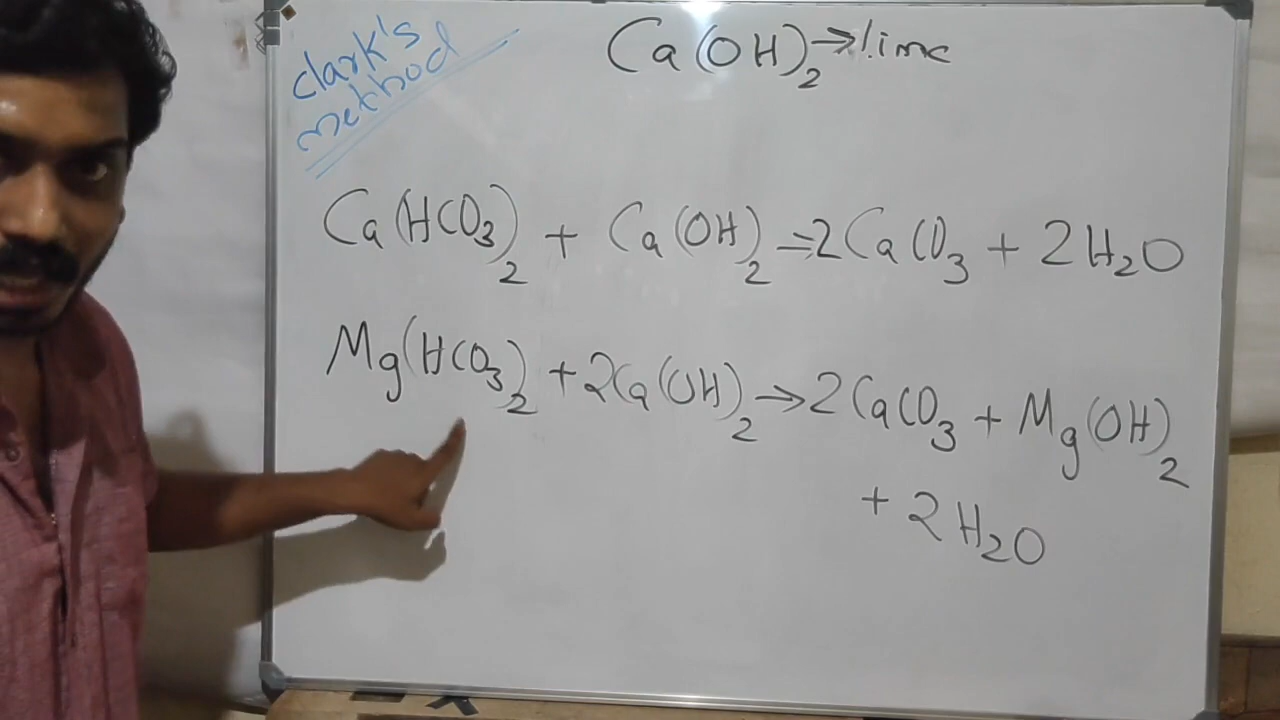 clark's
method
Ca(OH)₂ → lime
Ca(HCO₃)₂ + Ca(OH)₂ → 2CaCO₃ + 2H₂O
Mg(HCO₃)₂ + 2Ca(OH)₂ → 2CaCO₃ + Mg(OH)₂
+ 2H₂O